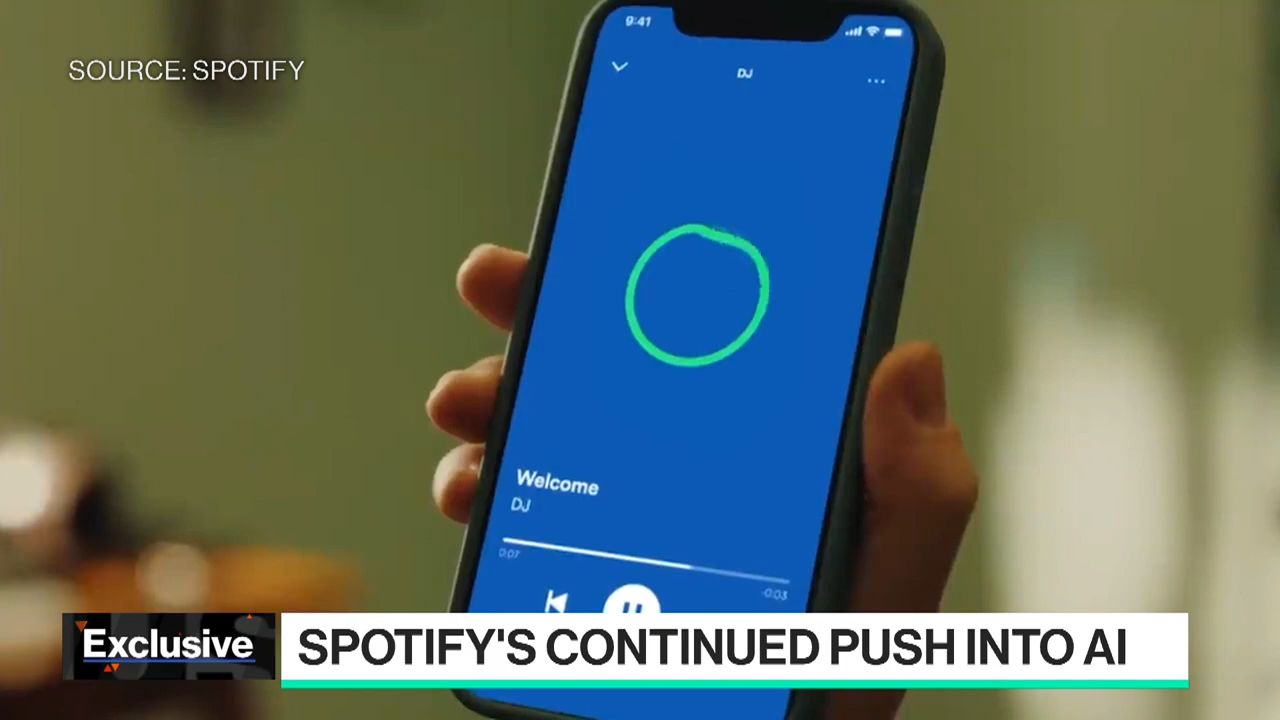 9:41
SOURCE: SPOTIFY
DJ
Welcome
DJ
0:07
-0:03
Exclusive
SPOTIFY'S CONTINUED PUSH INTO AI